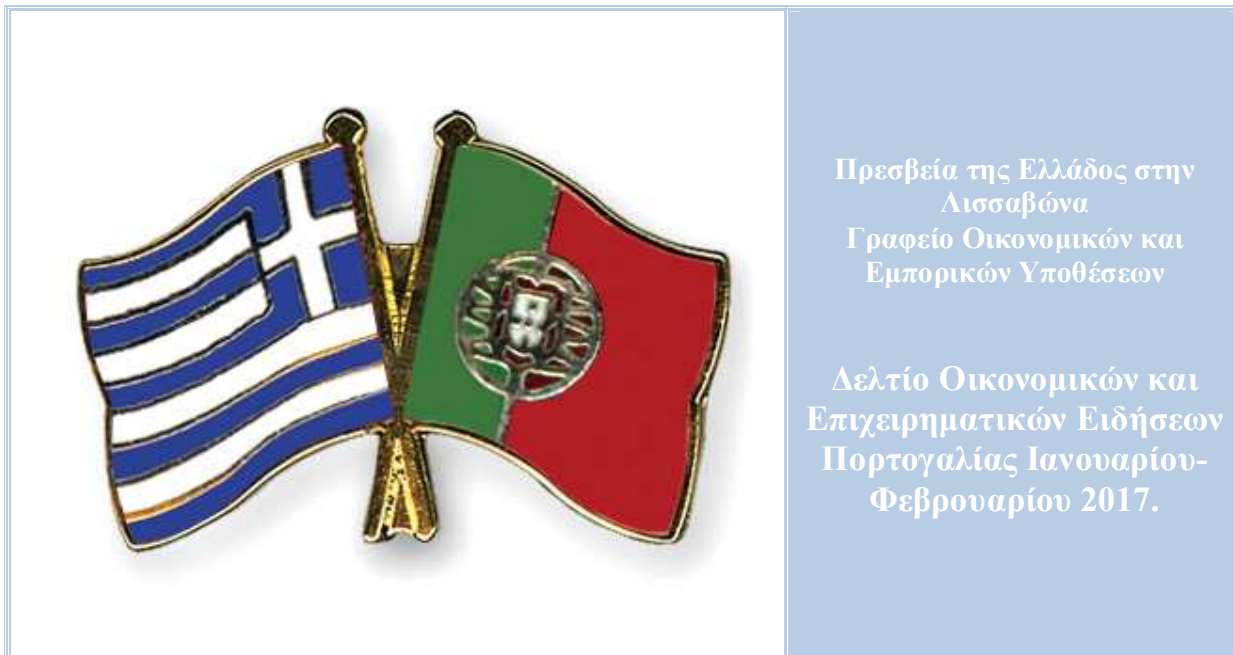 Πρεσβεία της Ελλάδος στην
Λισσαβώνα
Γραφείο Οικονομικών και
Εμπορικών Υποθέσεων
Δελτίο Οικονομικών και
Επιχειρηματικών Ειδήσεων
Πορτογαλίας Ιανουαρίου-
Φεβρουαρίου 2017.